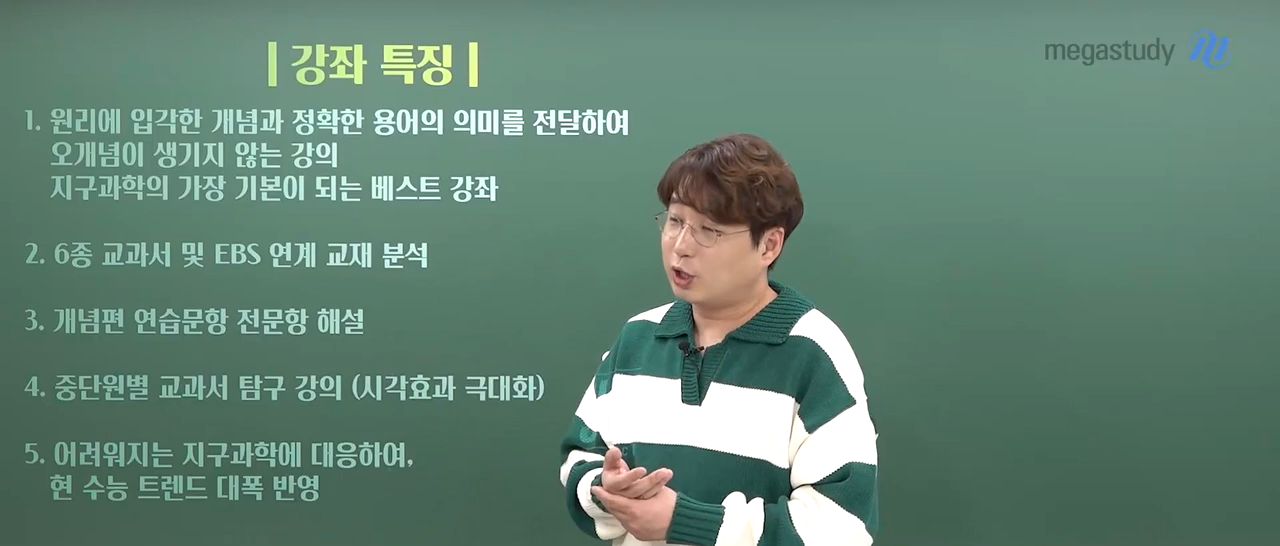 | 강좌 특징 |
megastudy
1. 원리에 입각한 개념과 정확한 용어의 의미를 전달하여
오개념이 생기지 않는 강의
지구과학의 가장 기본이 되는 베스트 강좌
2. 6종 교과서 및 EBS 연계 교재 분석
3. 개념편 연습문항 전문항 해설
4. 중단원별 교과서 탐구 강의 (시각효과 극대화)
5. 어려워지는 지구과학에 대응하여,
현 수능 트렌드 대폭 반영